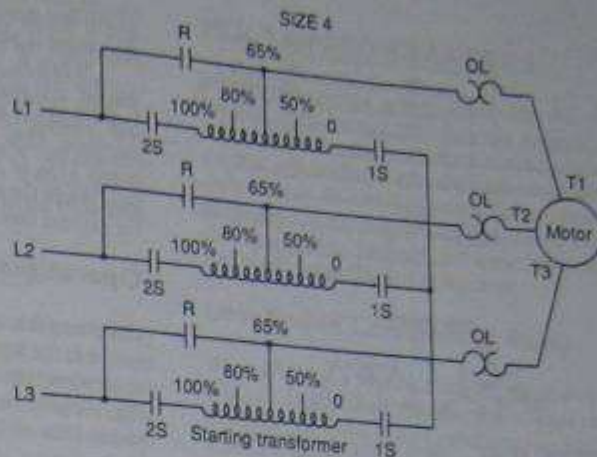 SIZE 4
R
65%
OL
L1
100%
80%
50%
0
2S
1S
T1
R
65%
OL
T2
Motor
L2
100%
80%
50%
0
T3
2S
1S
R
65%
OL
L3
100%
80%
50%
0
2S
Starting transformer
1S